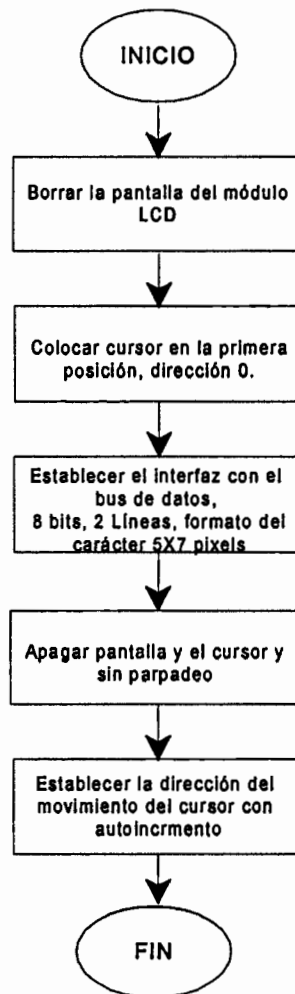 INICIO
Borrar la pantalla del módulo
LCD
Colocar cursor en la primera
posición, dirección 0.
Establecer el interfaz con el
bus de datos,
8 bits, 2 Líneas, formato del
carácter 5X7 pixels
Apagar pantalla y el cursor y
sin parpadeo
Establecer la dirección del
movimiento del cursor con
autoincrmento
FIN